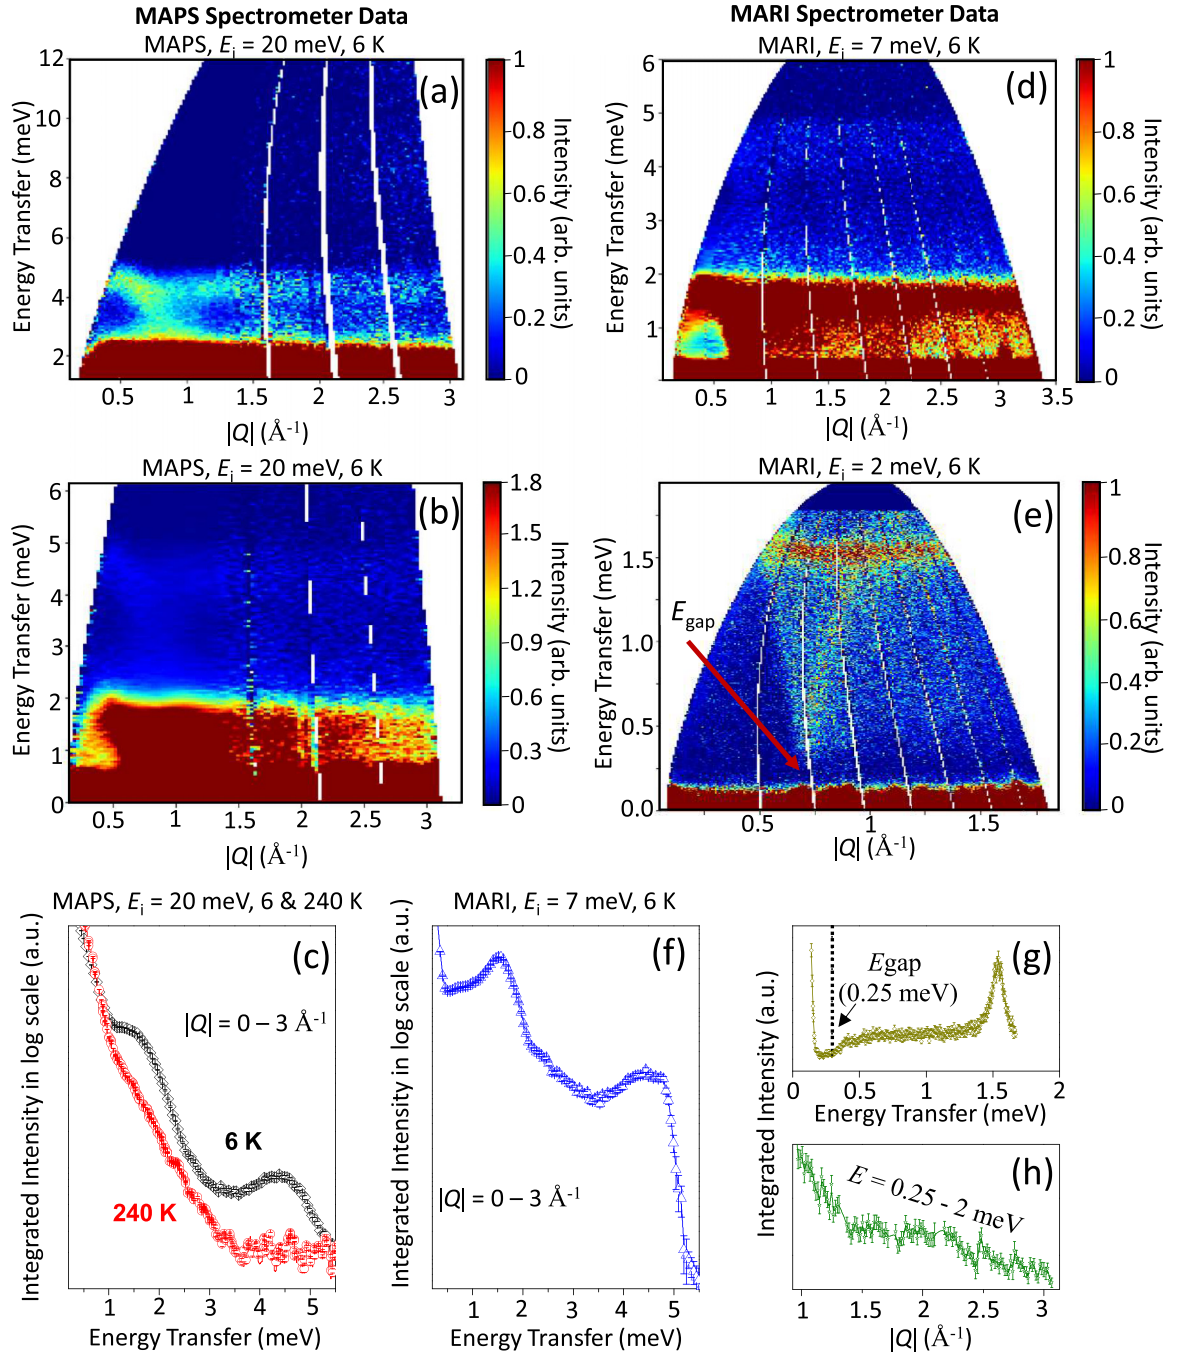 MAPS Spectrometer Data
MAPS, Ei = 20 meV, 6 K
(a)
12
10
8
6
4
2
Energy Transfer (meV)
0.5 1 1.5 2 2.5 3
|Q| (Å-1)
1
0.8
0.6
0.4
0.2
0
Intensity (arb. units)
MARI Spectrometer Data
MARI, Ei = 7 meV, 6 K
(d)
6
5
4
3
2
1
Energy Transfer (meV)
0.5 1 1.5 2 2.5 3 3.5
|Q| (Å-1)
1
0.8
0.6
0.4
0.2
0
Intensity (arb. units)
MAPS, Ei = 20 meV, 6 K
(b)
6
5
4
3
2
1
0
Energy Transfer (meV)
0.5 1 1.5 2 2.5 3
|Q| (Å-1)
1.8
1.5
1.2
0.9
0.6
0.3
0
Intensity (arb. units)
MARI, Ei = 2 meV, 6 K
(e)
Egap
1.5
1.0
0.5
0.0
Energy Transfer (meV)
0.5 1 1.5
|Q| (Å-1)
1
0.8
0.6
0.4
0.2
0
Intensity (arb. units)
MAPS, Ei = 20 meV, 6 & 240 K
(c)
|Q| = 0 – 3 Å-1
6 K
240 K
Integrated Intensity in log scale (a.u.)
1 2 3 4 5
Energy Transfer (meV)
MARI, Ei = 7 meV, 6 K
(f)
|Q| = 0 – 3 Å-1
Integrated Intensity in log scale (a.u.)
1 2 3 4 5
Energy Transfer (meV)
(g)
Egap
(0.25 meV)
0 1 1.5 2
Energy Transfer (meV)
Integrated Intensity (a.u.)
(h)
E = 0.25 - 2 meV
1 1.5 2 2.5 3
|Q| (Å-1)